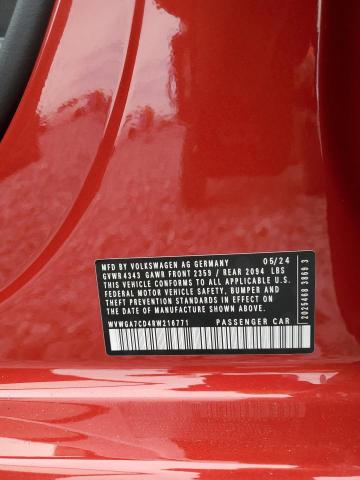 MFD BY VOLKSWAGEN AG GERMANY 05/24
GVWR 4343 GAWR FRONT 2359 / REAR 2094 LBS
THIS VEHICLE CONFORMS TO ALL APPLICABLE U.S.
FEDERAL MOTOR VEHICLE SAFETY, BUMPER AND
THEFT PREVENTION STANDARDS IN EFFECT ON THE
DATE OF MANUFACTURE SHOWN ABOVE
WVWGA7CD4RW216771 PASSENGER CAR
2025468 3869 3